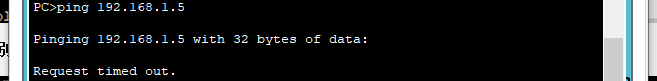 PC>ping 192.168.1.5
Pinging 192.168.1.5 with 32 bytes of data:
Request timed out.